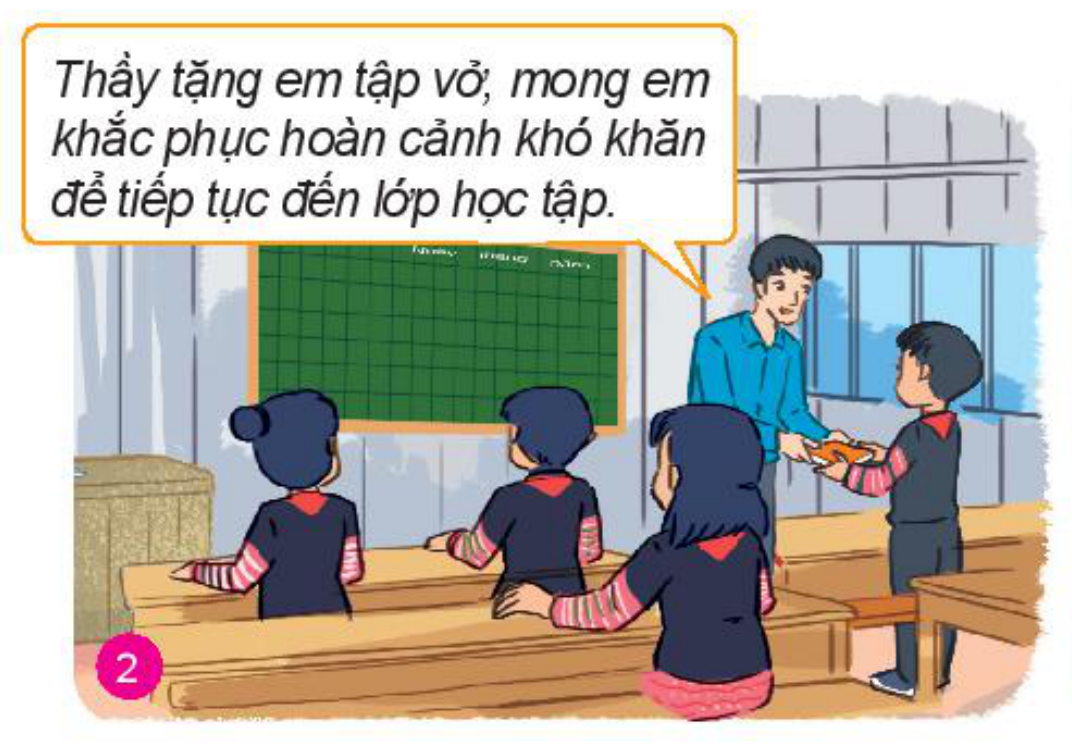 Thầy tặng em tập vở, mong em
khắc phục hoàn cảnh khó khăn
để tiếp tục đến lớp học tập.
năm
2